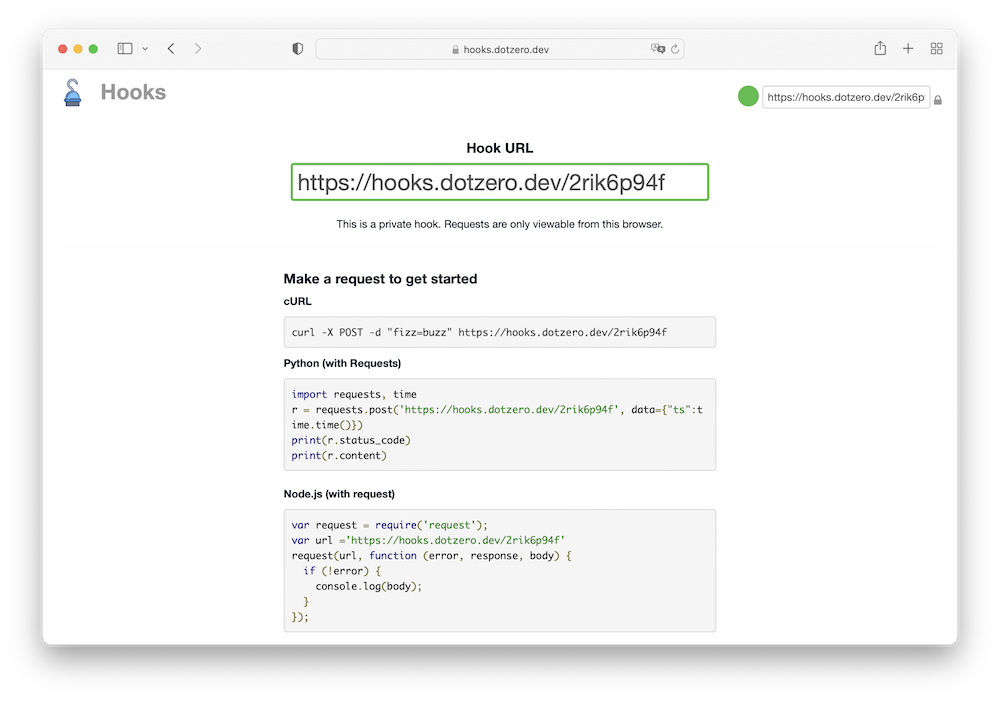 hooks.dotzero.dev
Hooks
https://hooks.dotzero.dev/2rik6p
Hook URL
https://hooks.dotzero.dev/2rik6p94f
This is a private hook. Requests are only viewable from this browser.
Make a request to get started
cURL
curl -X POST -d "fizz=buzz" https://hooks.dotzero.dev/2rik6p94f
Python (with Requests)
import requests, time
r = requests.post('https://hooks.dotzero.dev/2rik6p94f', data={"ts":t
ime.time()})
print(r.status_code)
print(r.content)
Node.js (with request)
var request = require('request');
var url ='https://hooks.dotzero.dev/2rik6p94f'
request(url, function (error, response, body) {
  if (!error) {
    console.log(body);
  }
});